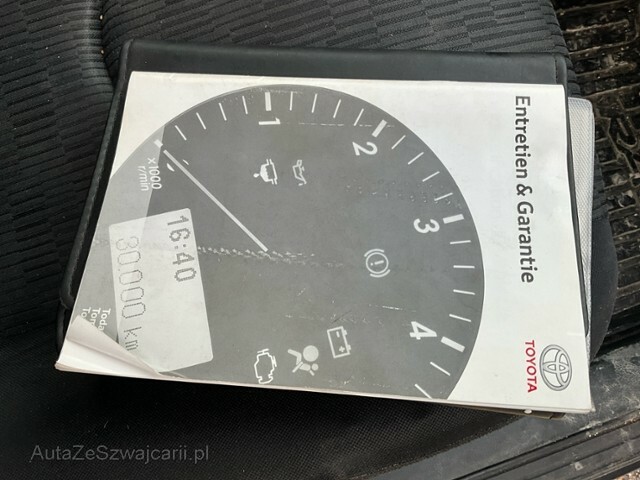 Entretien & Garantie
TOYOTA
1
2
3
4
x1000
r/min
16:40
80.000 km
AutaZeSzwajcarii.pl